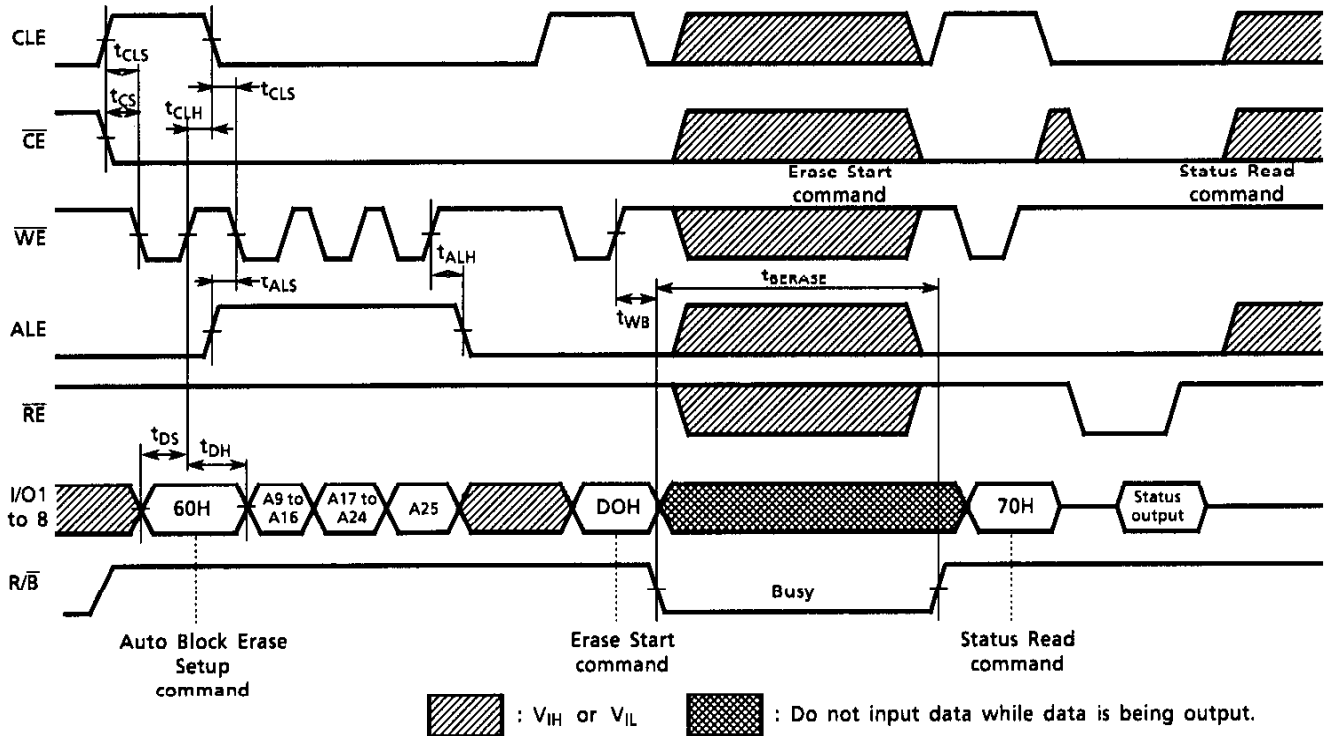 CLE
tCLS
tCLS
tCS
tCLH
CE
Erase Start
command
Status Read
command
WE
tALH
tALS
tBERASE
ALE
tWB
RE
tDS
tDH
I/O1
to 8
60H
A9 to
A16
A17 to
A24
A25
DOH
70H
Status
output
R/B
Busy
Auto Block Erase
Setup
command
Erase Start
command
Status Read
command
: VIH or VIL
: Do not input data while data is being output.